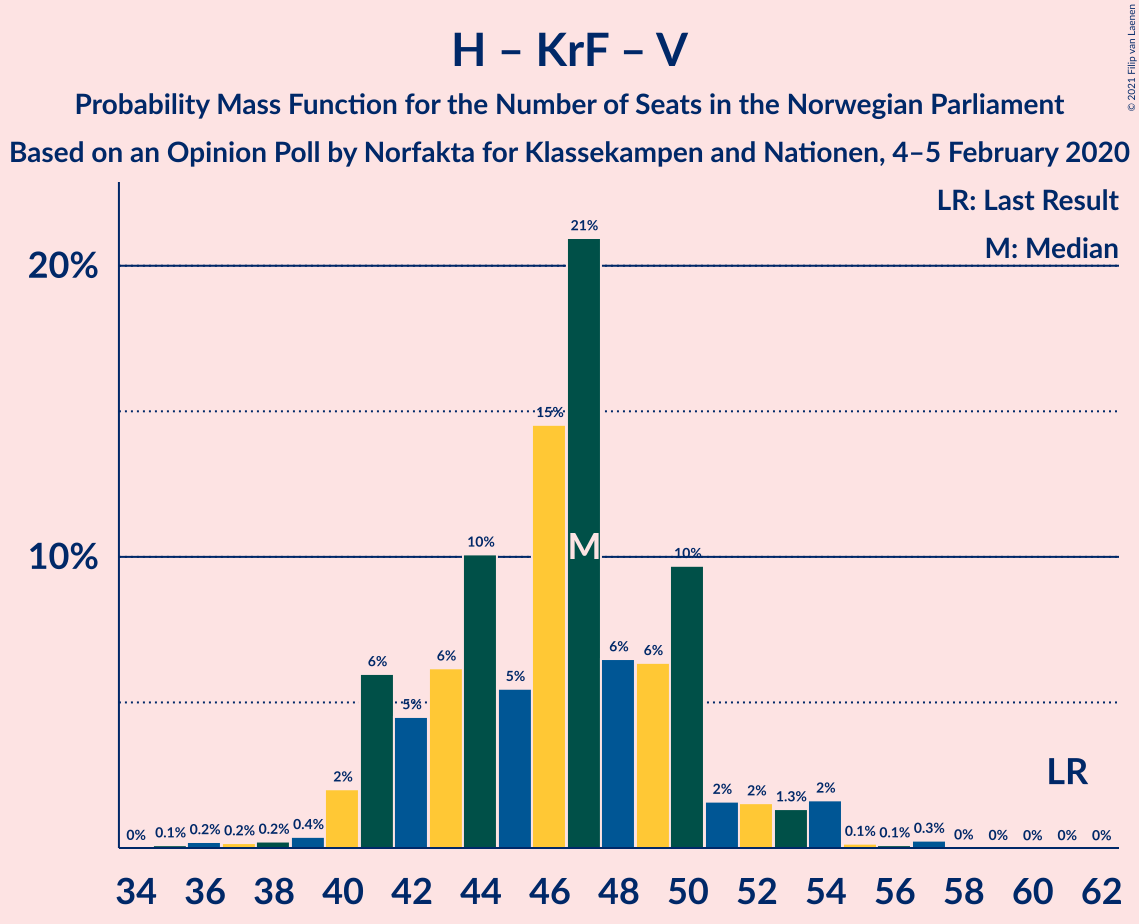 H – KrF – V
Probability Mass Function for the Number of Seats in the Norwegian Parliament
Based on an Opinion Poll by Norfakta for Klassekampen and Nationen, 4–5 February 2020
© 2021 Filip van Laenen
LR: Last Result
M: Median
20%
10%
0% 0.1% 0.2% 0.2% 0.2% 0.4% 2% 6% 5% 6% 10% 5% 15% 21% 6% 6% 10% 2% 2% 1.3% 2% 0.1% 0.1% 0.3% 0% 0% 0% 0% 0%
M
LR
34 36 38 40 42 44 46 48 50 52 54 56 58 60 62